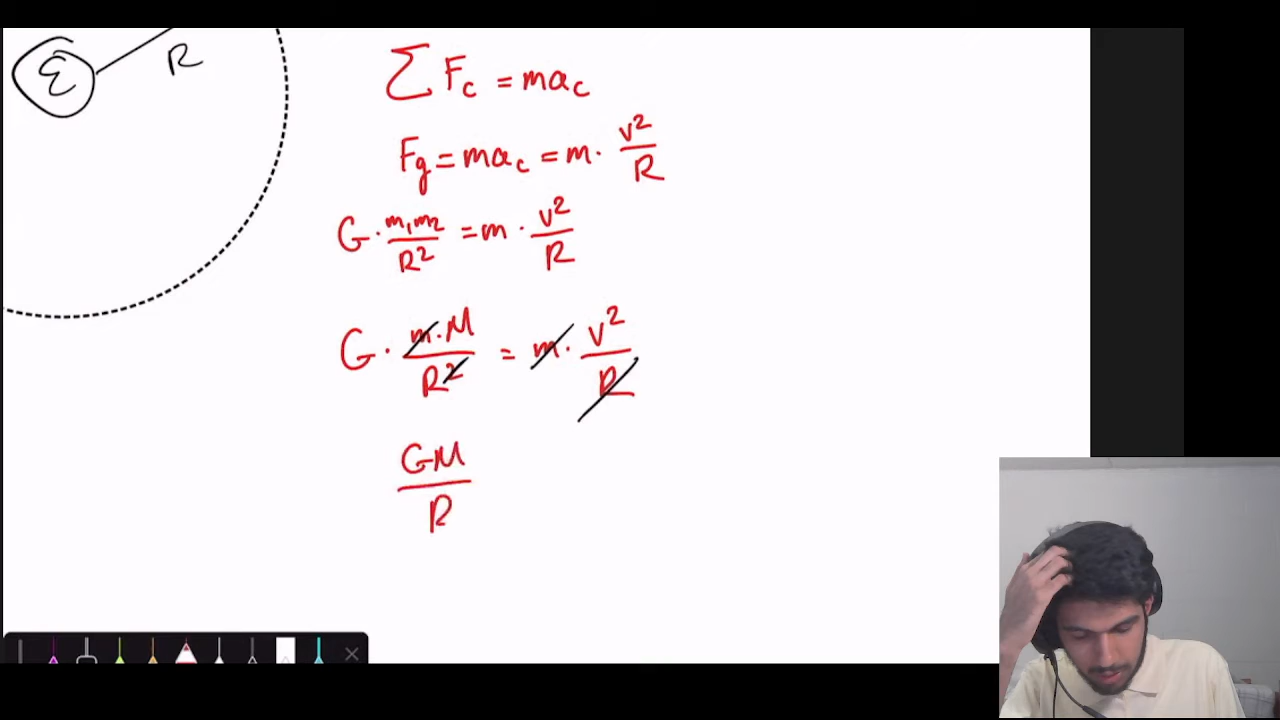 E
R
∑ F_c = ma_c
F_g = ma_c = m · v²/R
G · m₁m₂/R² = m · v²/R
G · m·M/R² = m · v²/R
GM/R